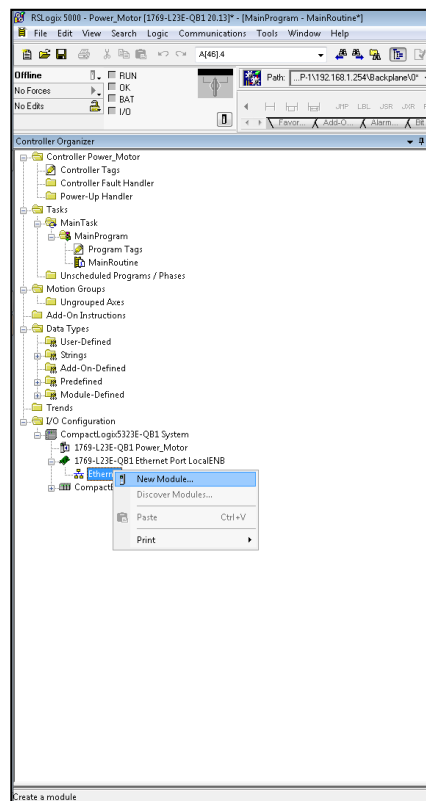 RSLogix 5000 - Power_Motor [1769-L23E-QB1 20.13]* - [MainProgram - MainRoutine*]
File Edit View Search Logic Communications Tools Window Help
A[46].4
Offline RUN Path: ...P-1\192.168.1.254\Backplane\0*
No Forces OK
BAT
No Edits I/O JMP LBL JSR JXR
Favor... Add-O... Alarm... Bit
Controller Organizer
Controller Power_Motor
Controller Tags
Controller Fault Handler
Power-Up Handler
Tasks
MainTask
MainProgram
Program Tags
MainRoutine
Unscheduled Programs / Phases
Motion Groups
Ungrouped Axes
Add-On Instructions
Data Types
User-Defined
Strings
Add-On-Defined
Predefined
Module-Defined
Trends
I/O Configuration
CompactLogix5323E-QB1 System
1769-L23E-QB1 Power_Motor
1769-L23E-QB1 Ethernet Port LocalENB
Ethern
New Module...
CompactL
Discover Modules...
Paste Ctrl+V
Print
Create a module